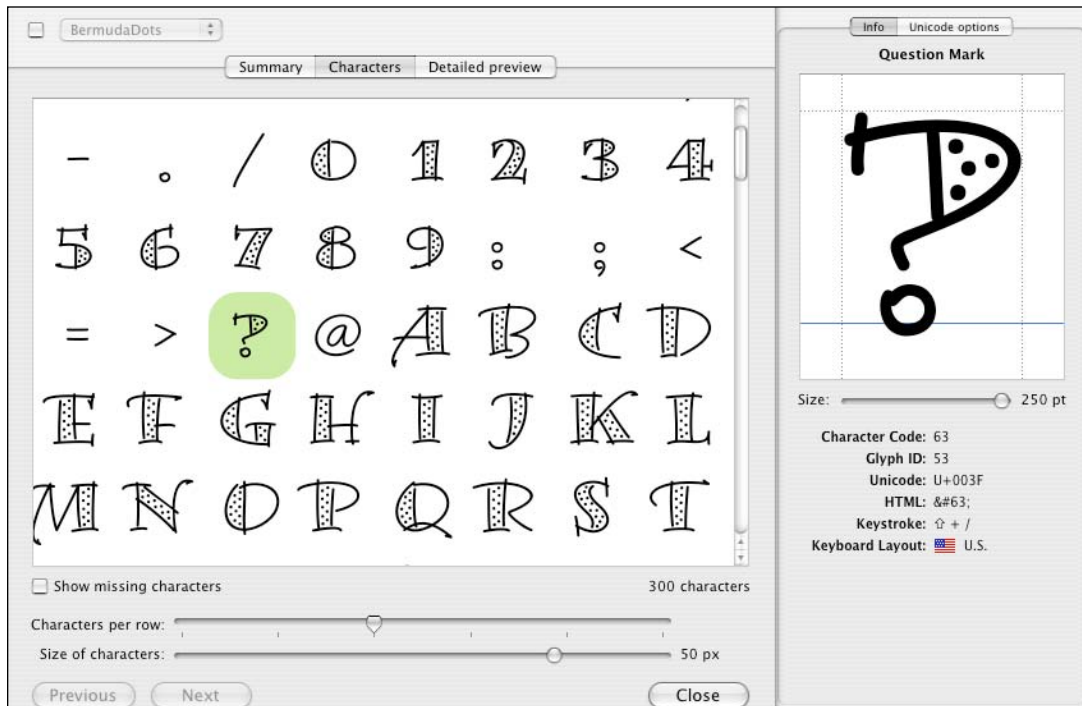 BermudaDots
Summary Characters Detailed preview
- . / 0 1 2 3 4
5 6 7 8 9 : ; <
= > ? @ A B C D
E F G H I J K L
M N O P Q R S T
Show missing characters 300 characters
Characters per row:
Size of characters: 50 px
Previous Next Close
Info Unicode options
Question Mark
?
Size: 250 pt
Character Code: 63
Glyph ID: 53
Unicode: U+003F
HTML: &#63;
Keystroke: ⇧ + /
Keyboard Layout: U.S.